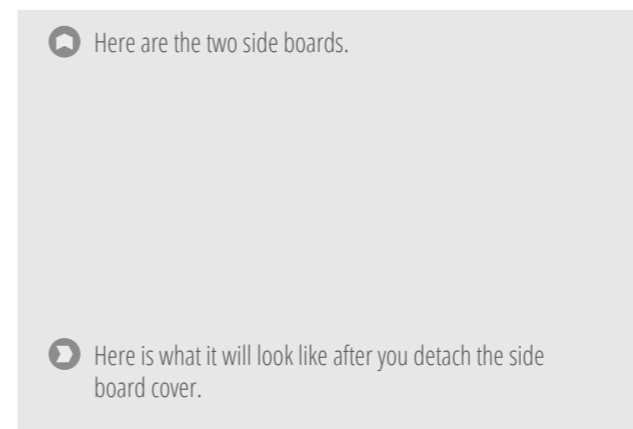 Here are the two side boards.
Here is what it will look like after you detach the side
board cover.